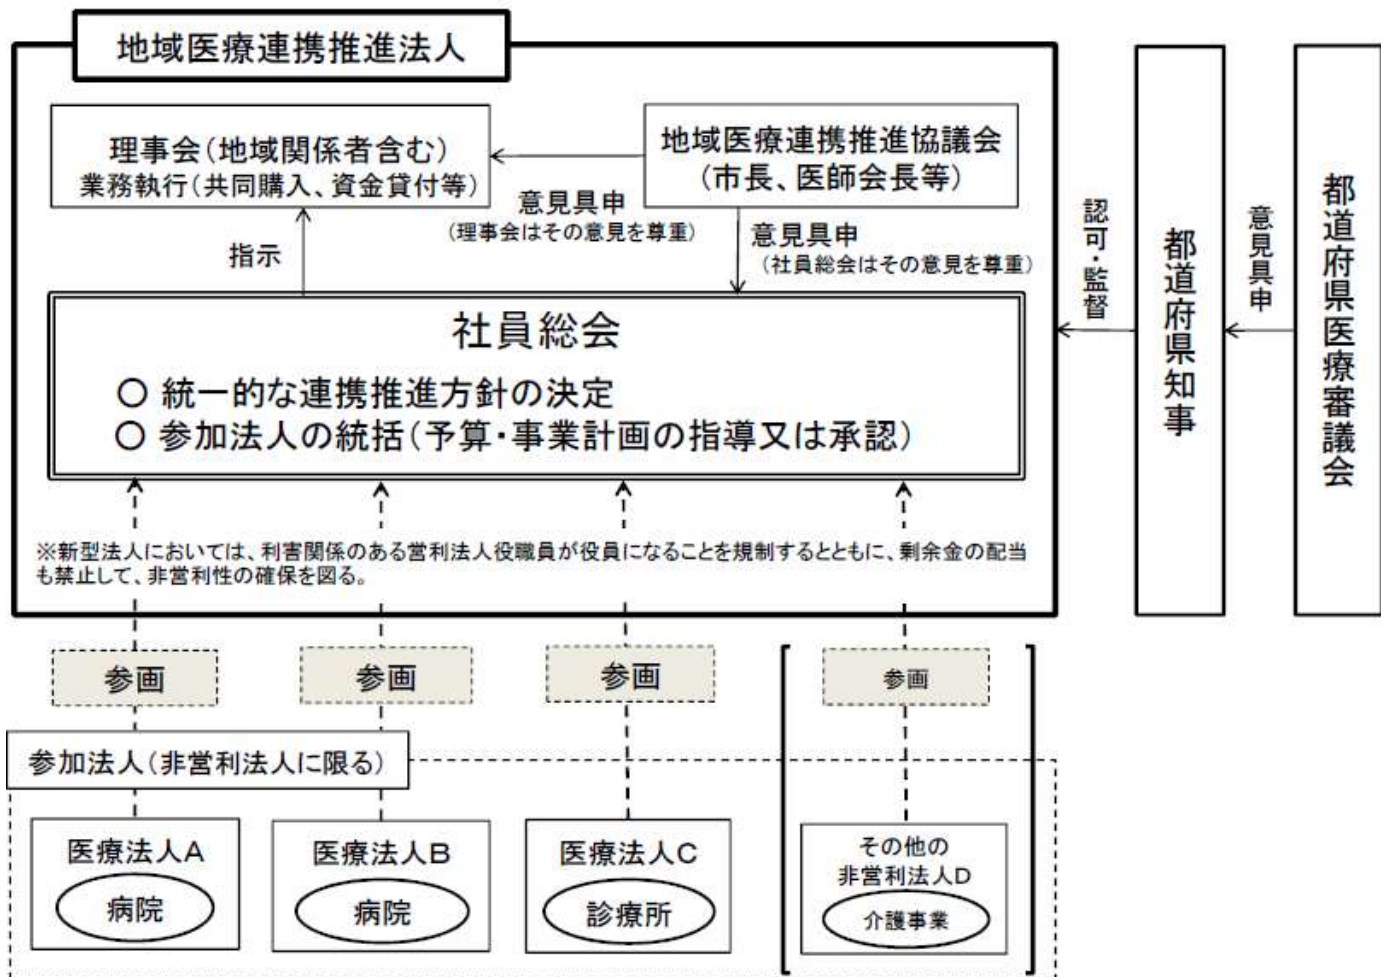 地域医療連携推進法人
理事会(地域関係者含む)
業務執行(共同購入、資金貸付等)
地域医療連携推進協議会
(市長、医師会長等)
意見具申
(理事会はその意見を尊重)
意見具申
(社員総会はその意見を尊重)
指示
社員総会
○ 統一的な連携推進方針の決定
○ 参加法人の統括(予算・事業計画の指導又は承認)
※新型法人においては、利害関係のある営利法人役職員が役員になることを規制するとともに、剰余金の配当
も禁止して、非営利性の確保を図る。
認可・監督
都道府県知事
意見具申
都道府県医療審議会
参画
参画
参画
参画
参加法人(非営利法人に限る)
医療法人A
病院
医療法人B
病院
医療法人C
診療所
その他の
非営利法人D
介護事業